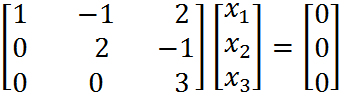 [1 −1 2] [x₁] [0]
[0 2 −1] [x₂] = [0]
[0 0 3] [x₃] [0]